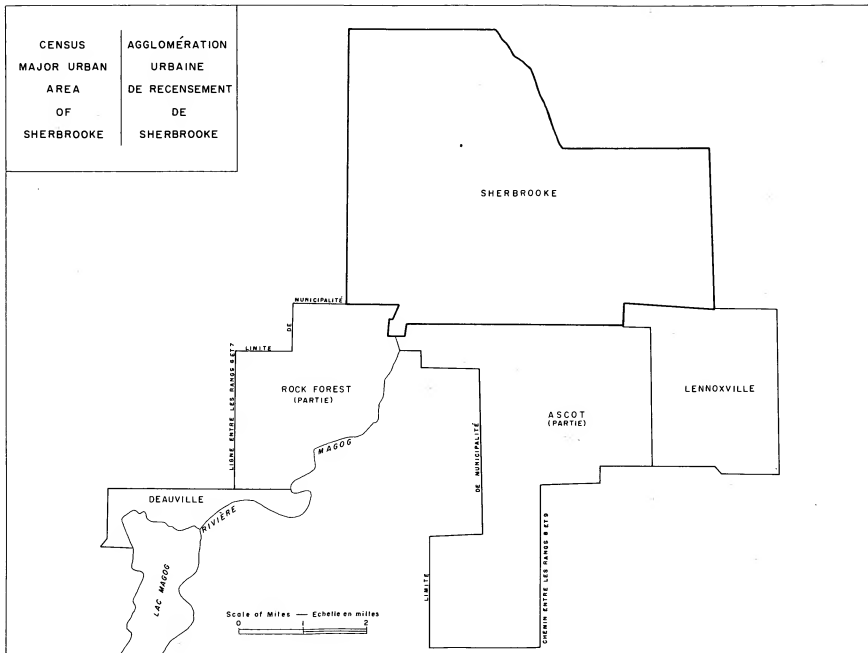 CENSUS
MAJOR URBAN
AREA
OF
SHERBROOKE
AGGLOMÉRATION
URBAINE
DE RECENSEMENT
DE
SHERBROOKE
SHERBROOKE
MUNICIPALITÉ
DE
LIMITE
LIGNE ENTRE LES RANGS 8 ET 7
ROCK FOREST
(PARTIE)
LENNOXVILLE
ASCOT
(PARTIE)
MAGOG
RIVIÈRE
DE MUNICIPALITÉ
LIMITE
DEAUVILLE
LAC MAGOG
CHEMIN ENTRE LES RANGS 8 ET 9
Scale of Miles — Echelle en milles
0 1 2